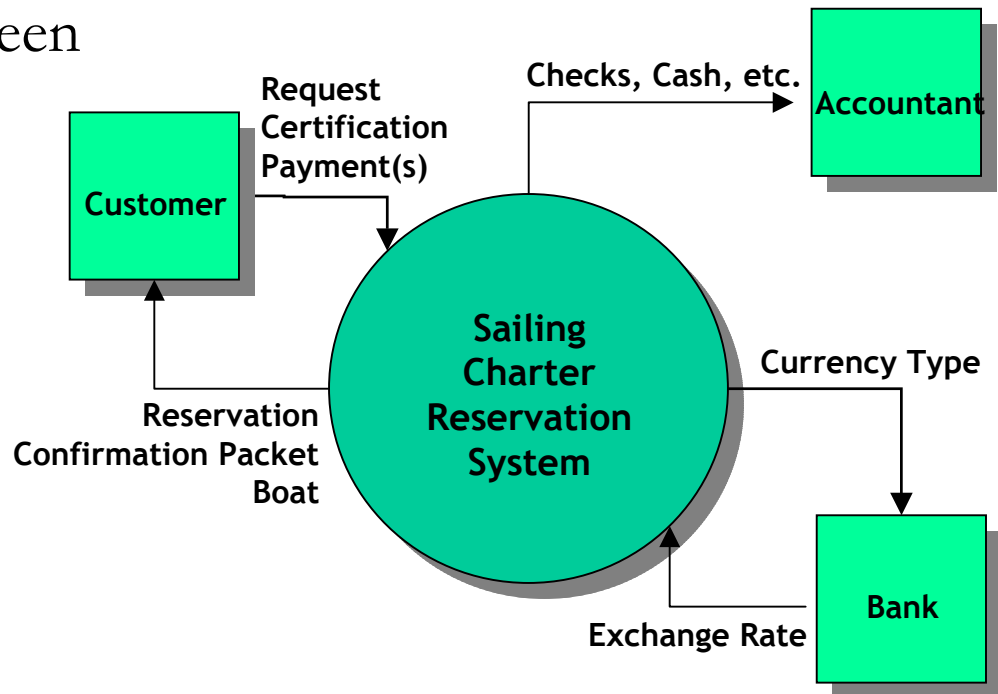 een
Checks, Cash, etc.
Accountant
Request
Certification
Payment(s)
Customer
Sailing
Charter
Reservation
System
Currency Type
Reservation
Confirmation Packet
Boat
Bank
Exchange Rate